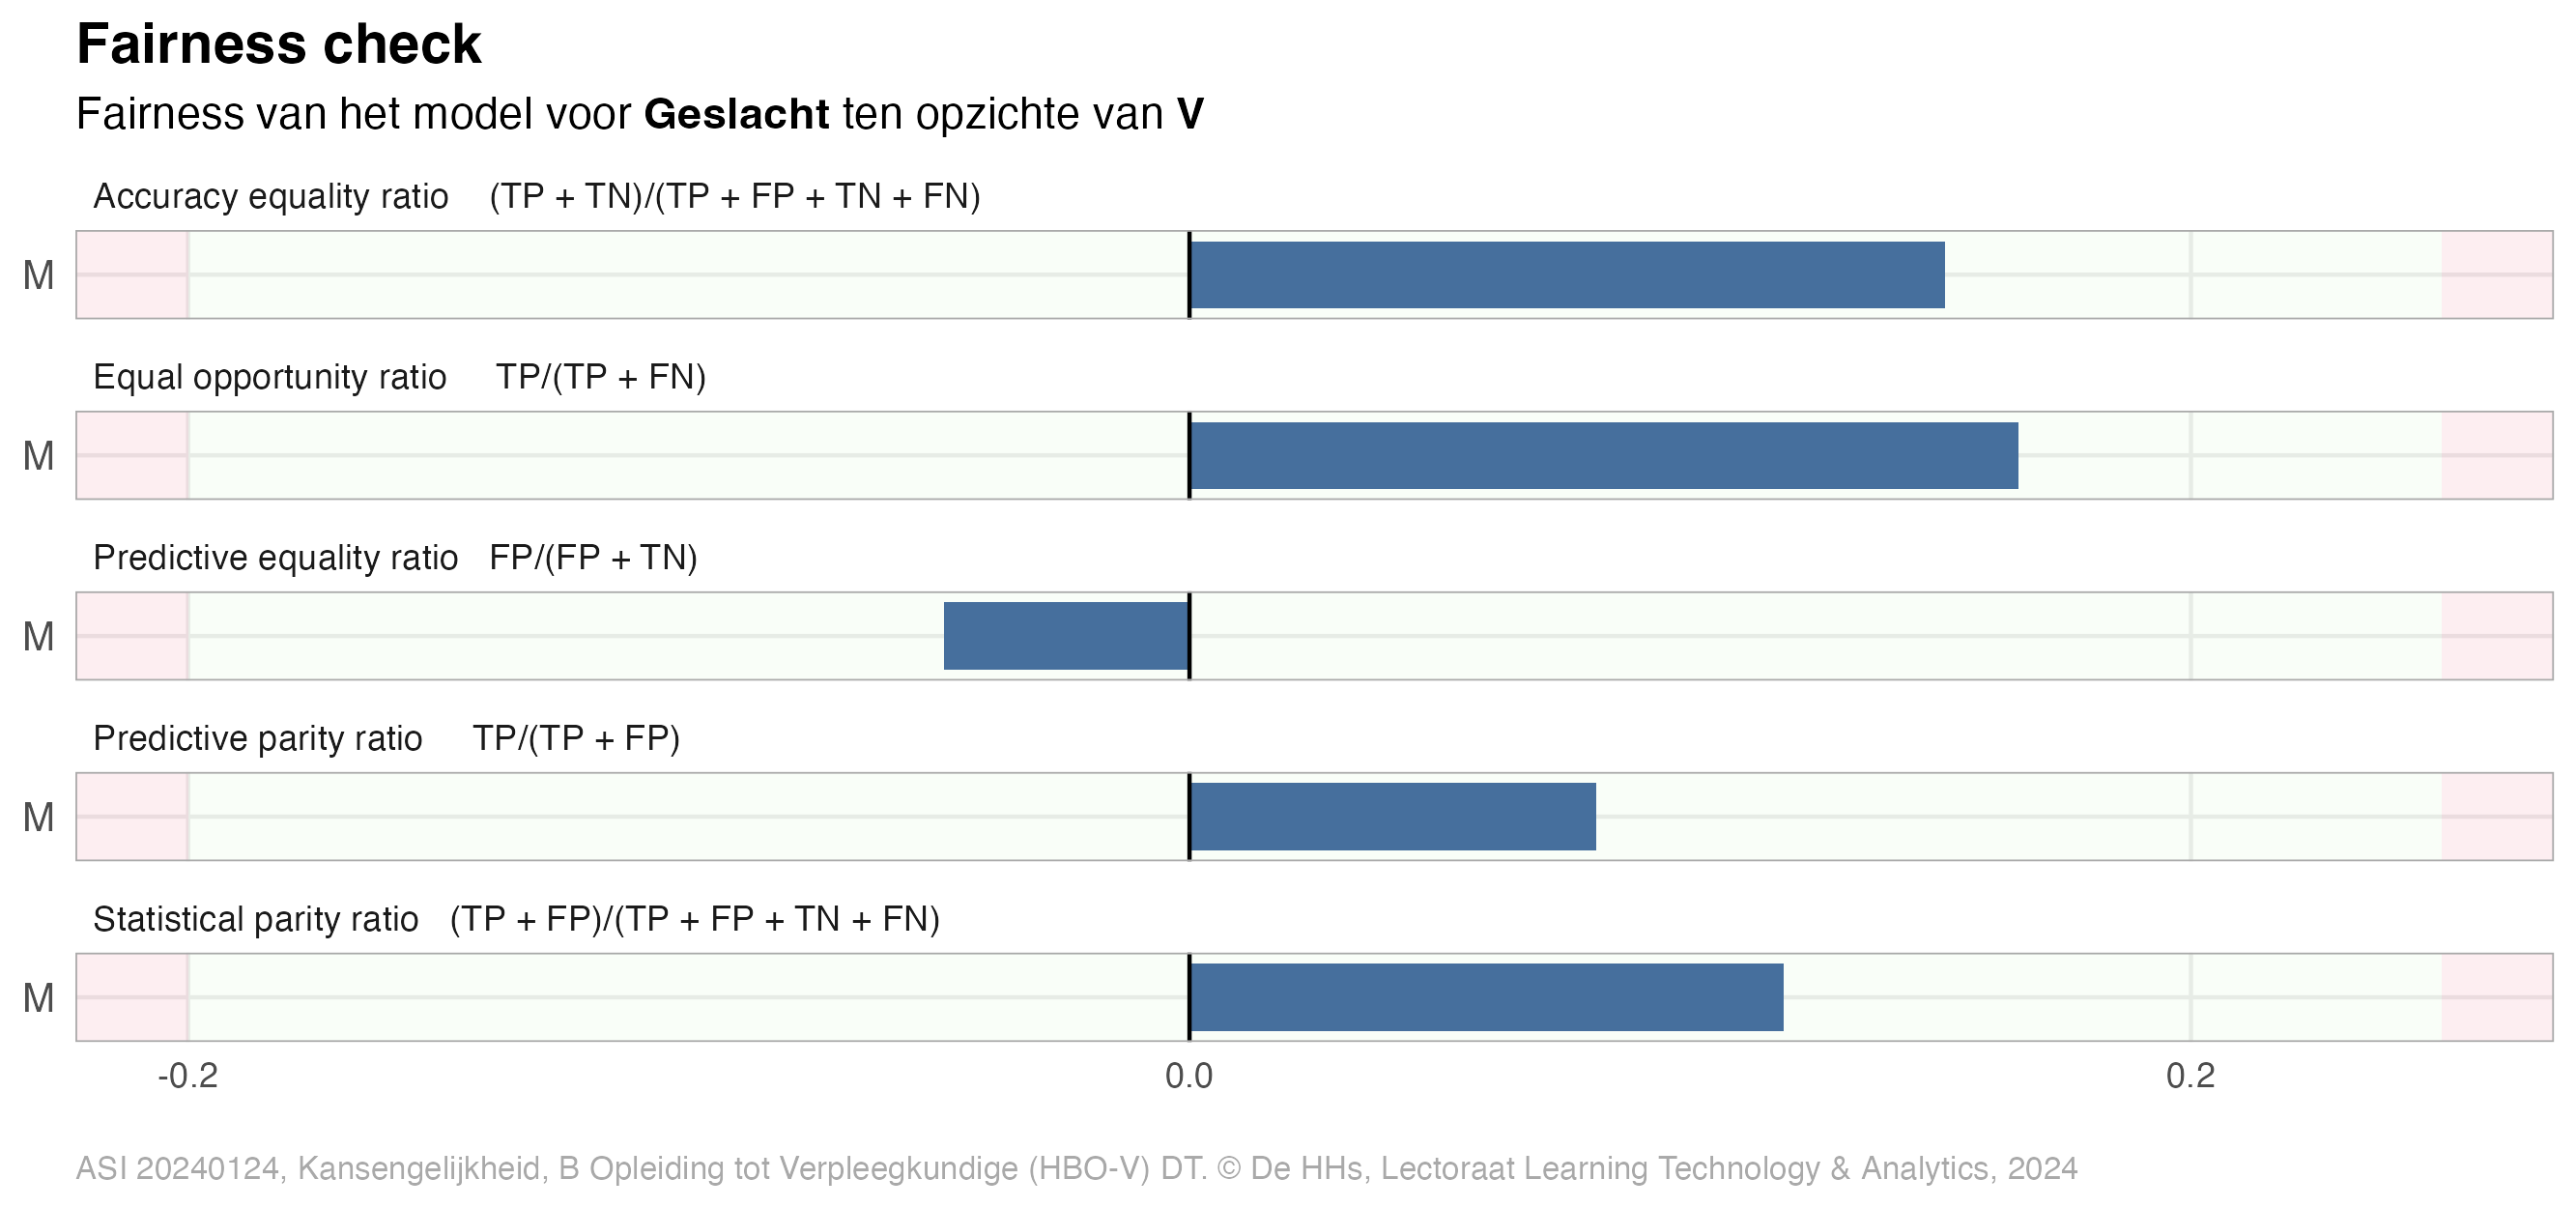 Fairness check
Fairness van het model voor Geslacht ten opzichte van V
Accuracy equality ratio (TP + TN)/(TP + FP + TN + FN)
M
Equal opportunity ratio TP/(TP + FN)
M
Predictive equality ratio FP/(FP + TN)
M
Predictive parity ratio TP/(TP + FP)
M
Statistical parity ratio (TP + FP)/(TP + FP + TN + FN)
M
-0.2 0.0 0.2
ASI 20240124, Kansengelijkheid, B Opleiding tot Verpleegkundige (HBO-V) DT. © De HHs, Lectoraat Learning Technology & Analytics, 2024